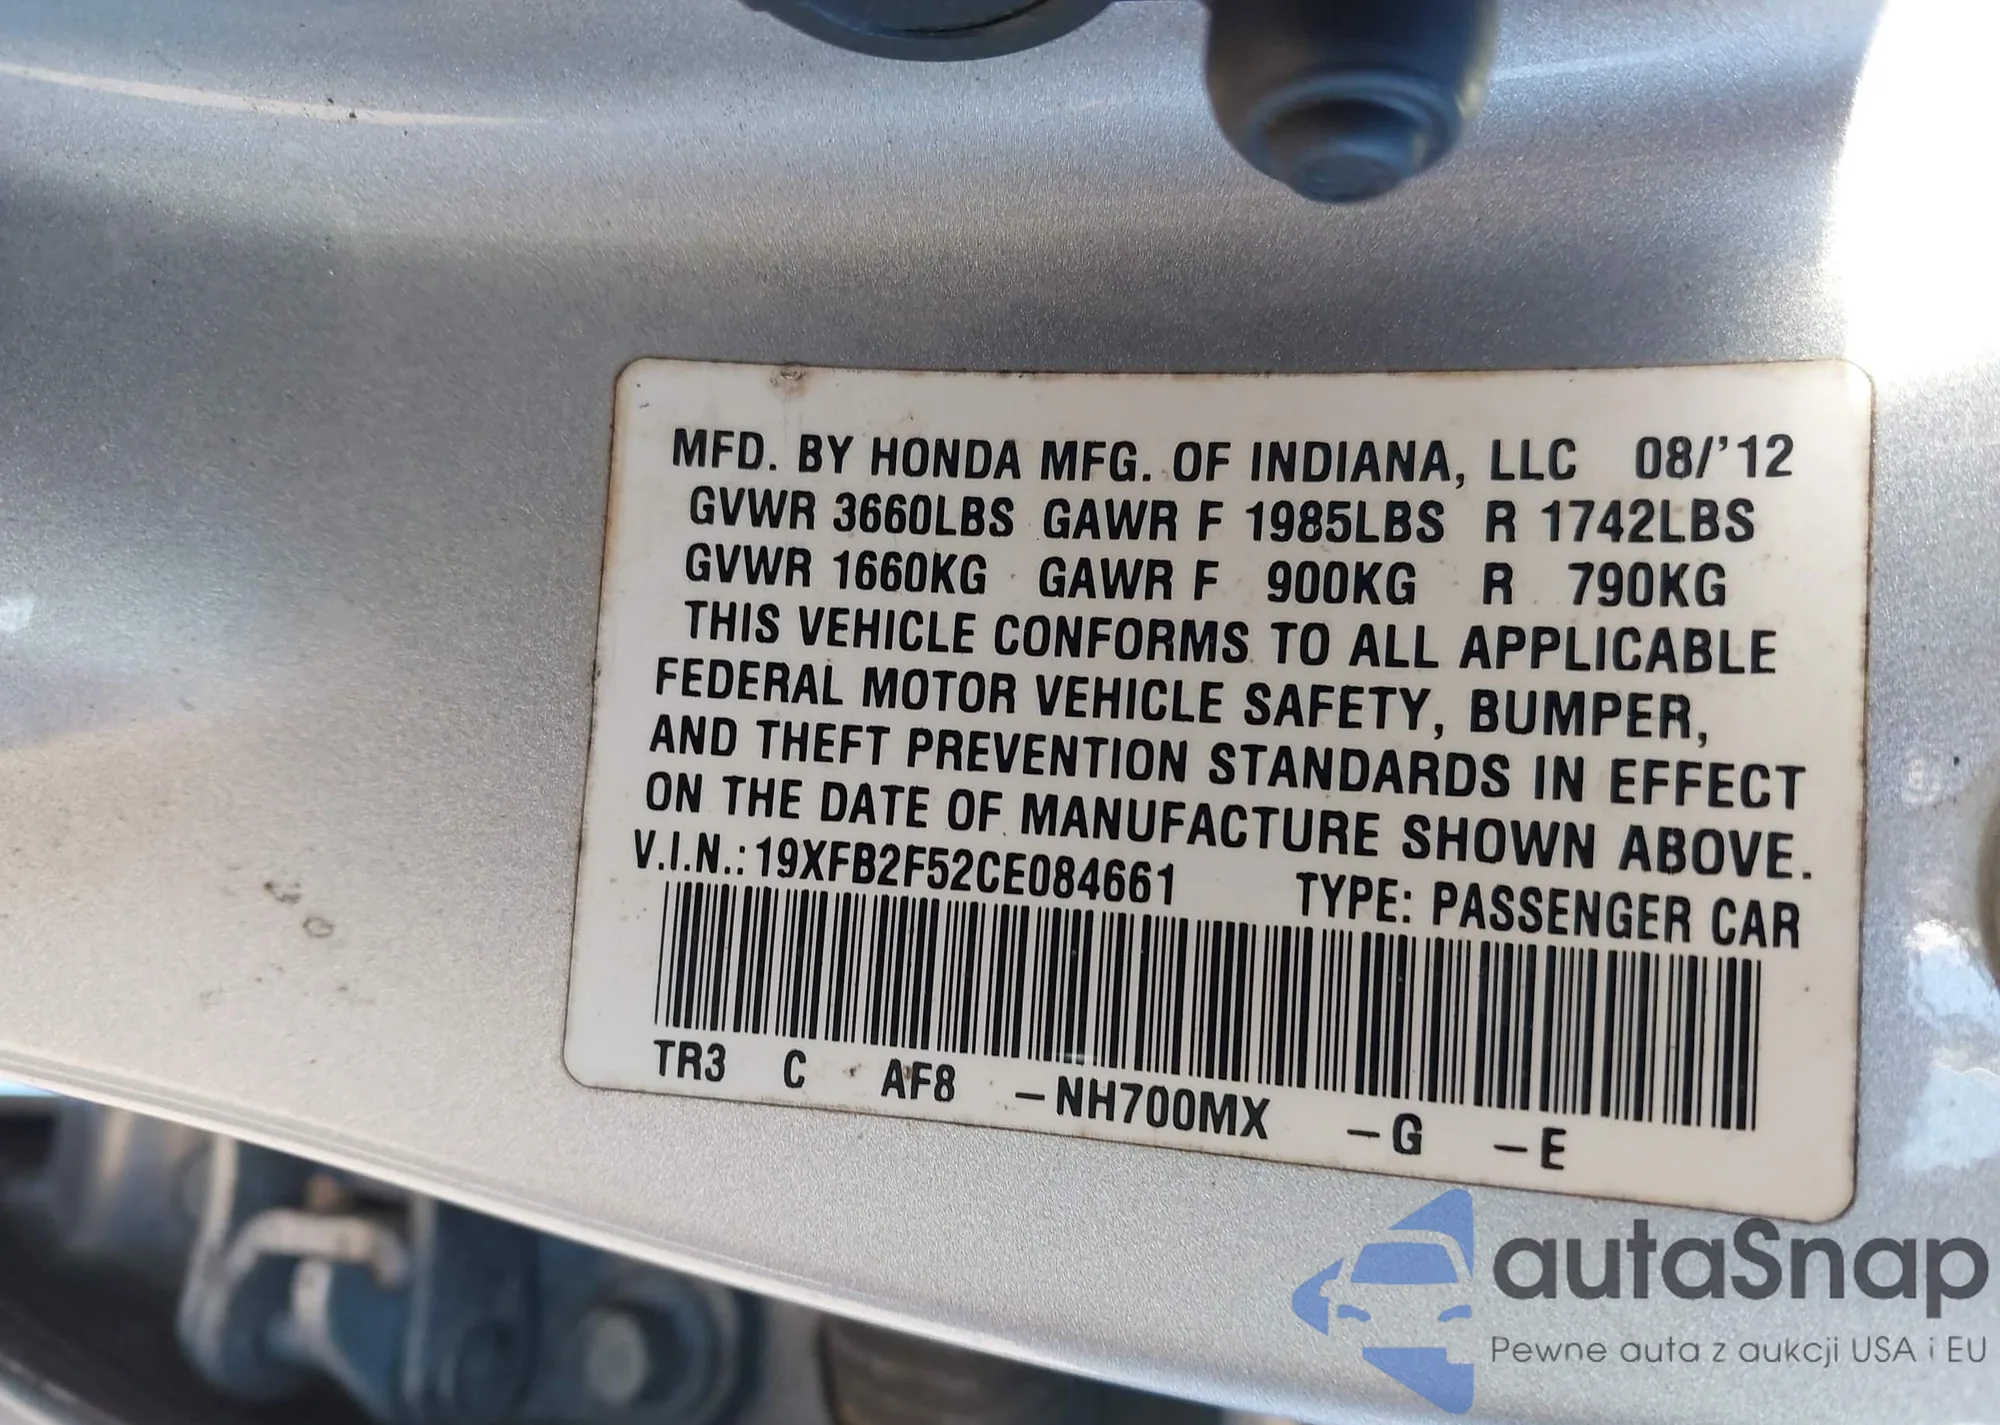 MFD. BY HONDA MFG. OF INDIANA, LLC 08/'12
GVWR 3660LBS GAWR F 1985LBS R 1742LBS
GVWR 1660KG GAWR F 900KG R 790KG
THIS VEHICLE CONFORMS TO ALL APPLICABLE
FEDERAL MOTOR VEHICLE SAFETY, BUMPER,
AND THEFT PREVENTION STANDARDS IN EFFECT
ON THE DATE OF MANUFACTURE SHOWN ABOVE.
V.I.N.: 19XFB2F52CE084661 TYPE: PASSENGER CAR
TR3 C AF8 -NH700MX -G -E
autaSnap
Pewne auta z aukcji USA i EU